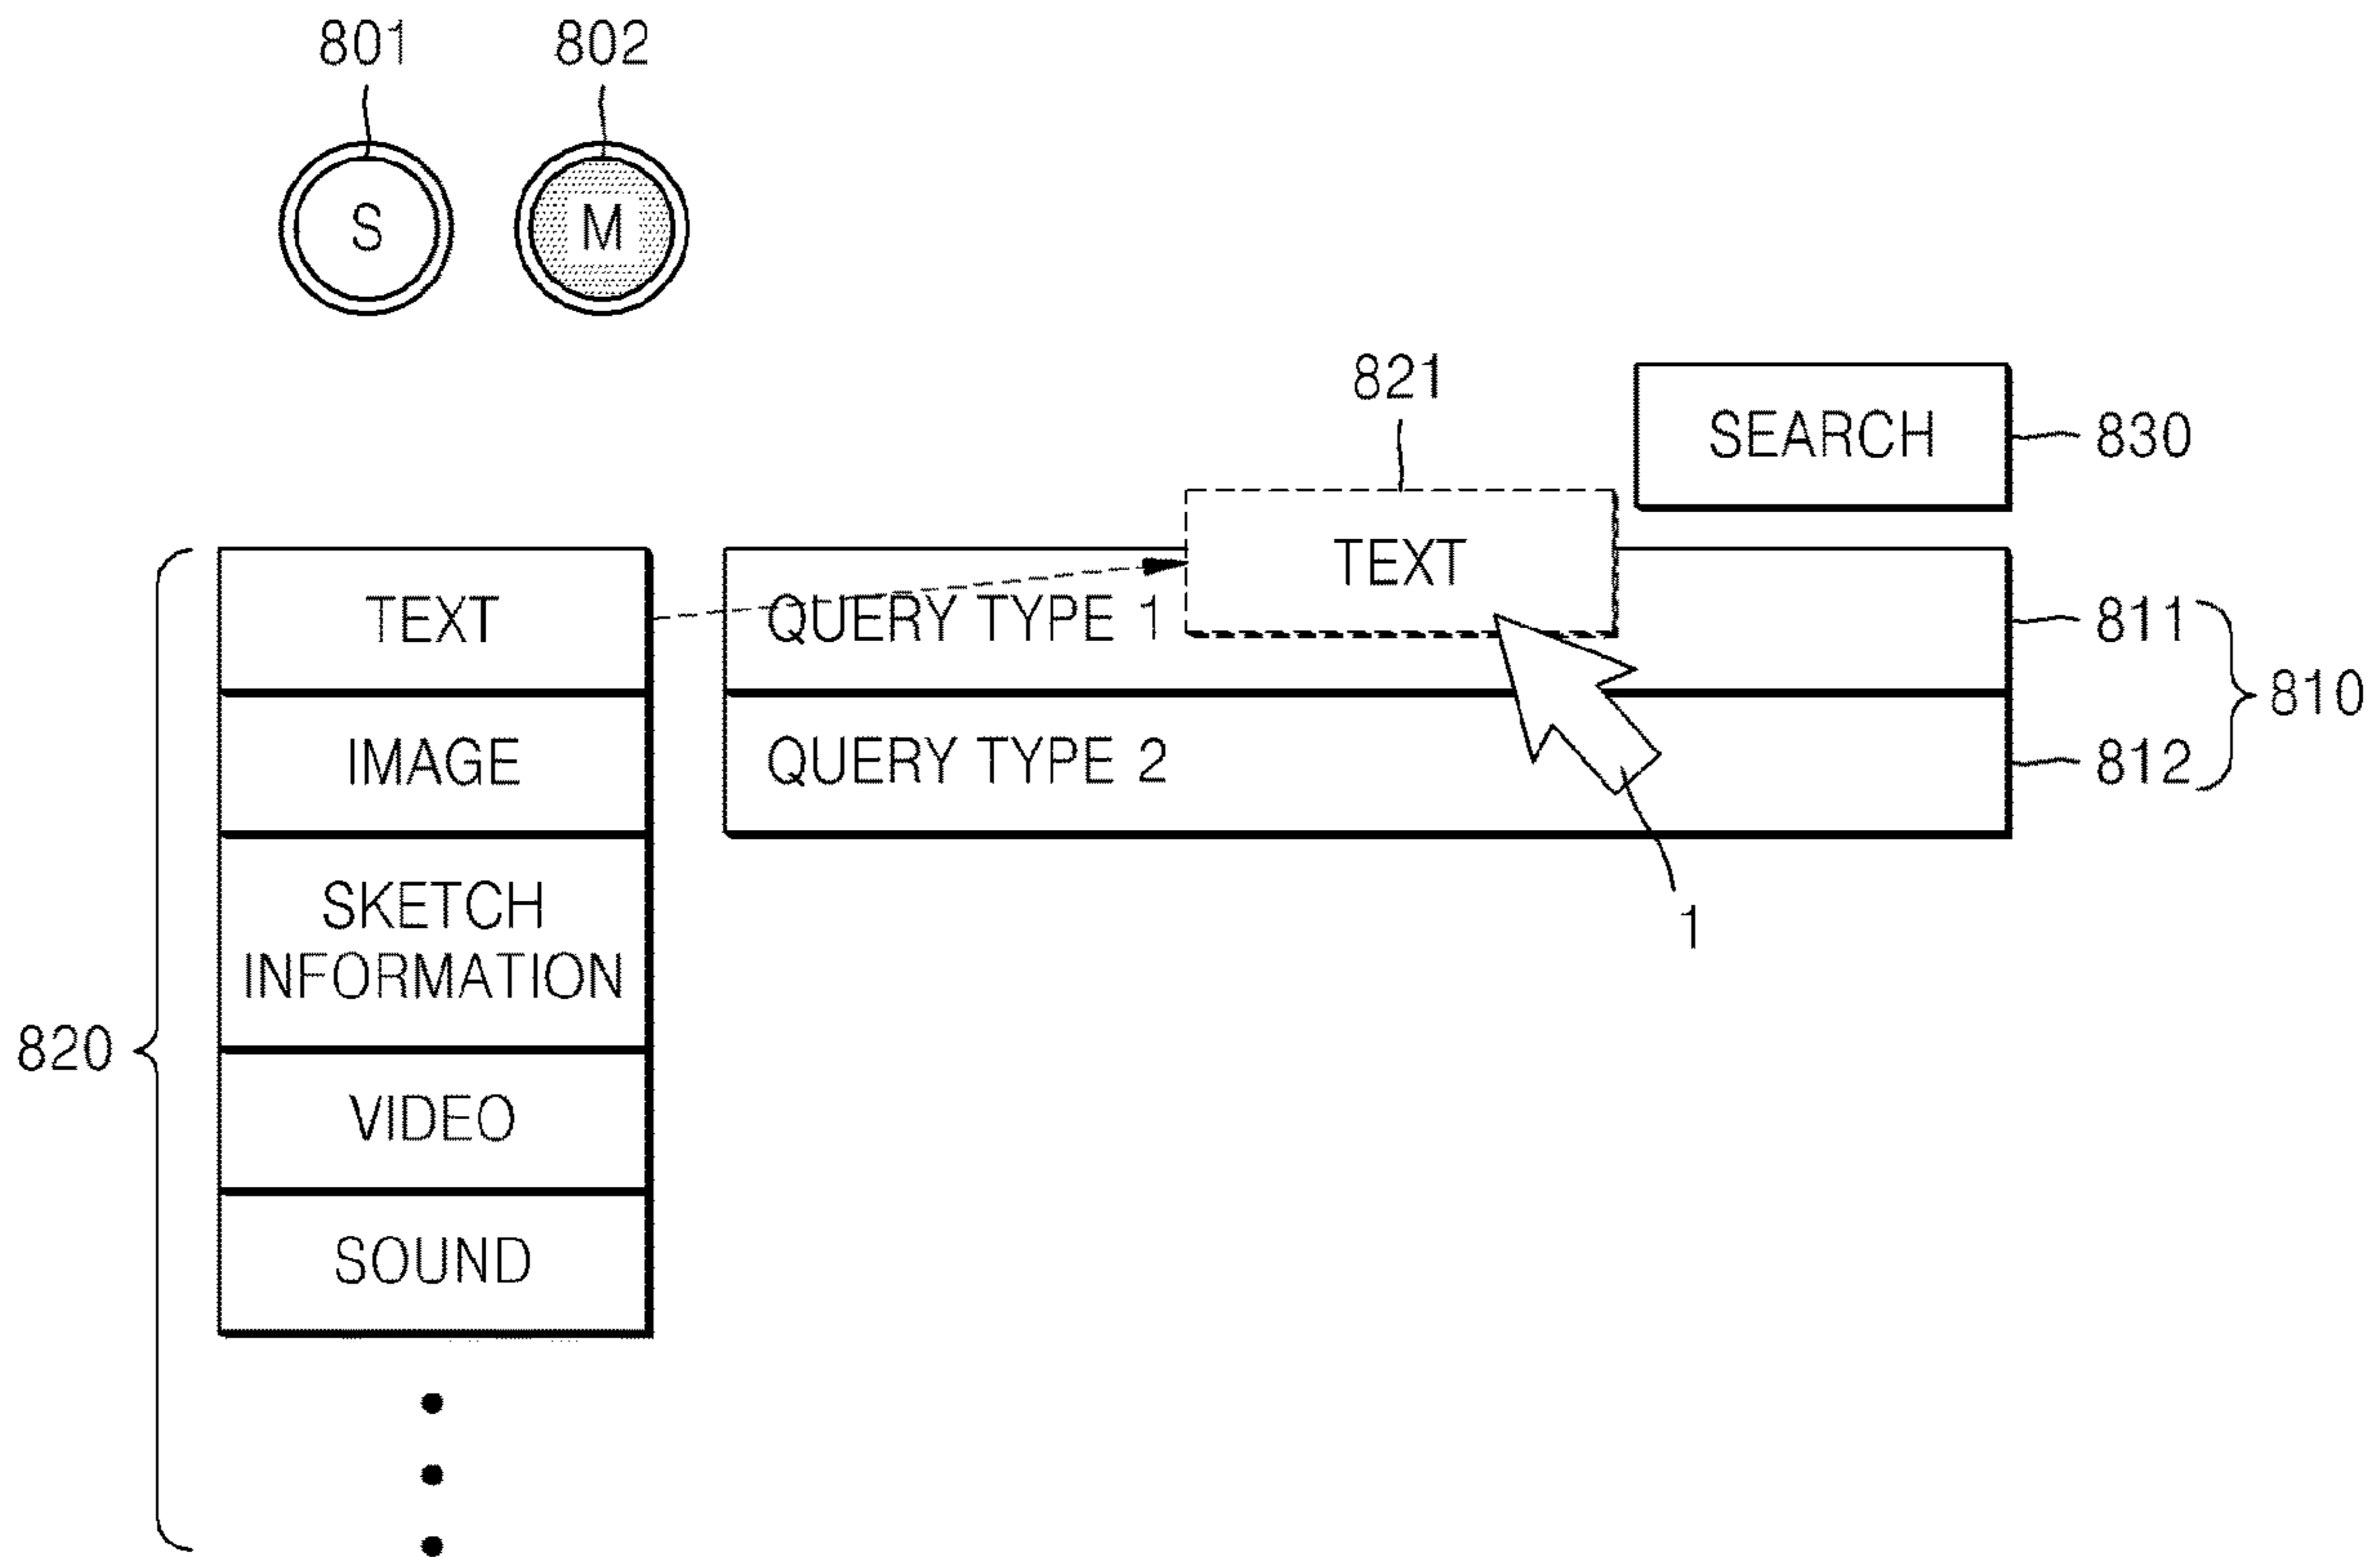 801 802
S M
821
SEARCH 830
TEXT
TEXT QUERY TYPE 1 811
810
IMAGE QUERY TYPE 2 812
SKETCH
INFORMATION
1
820
VIDEO
SOUND